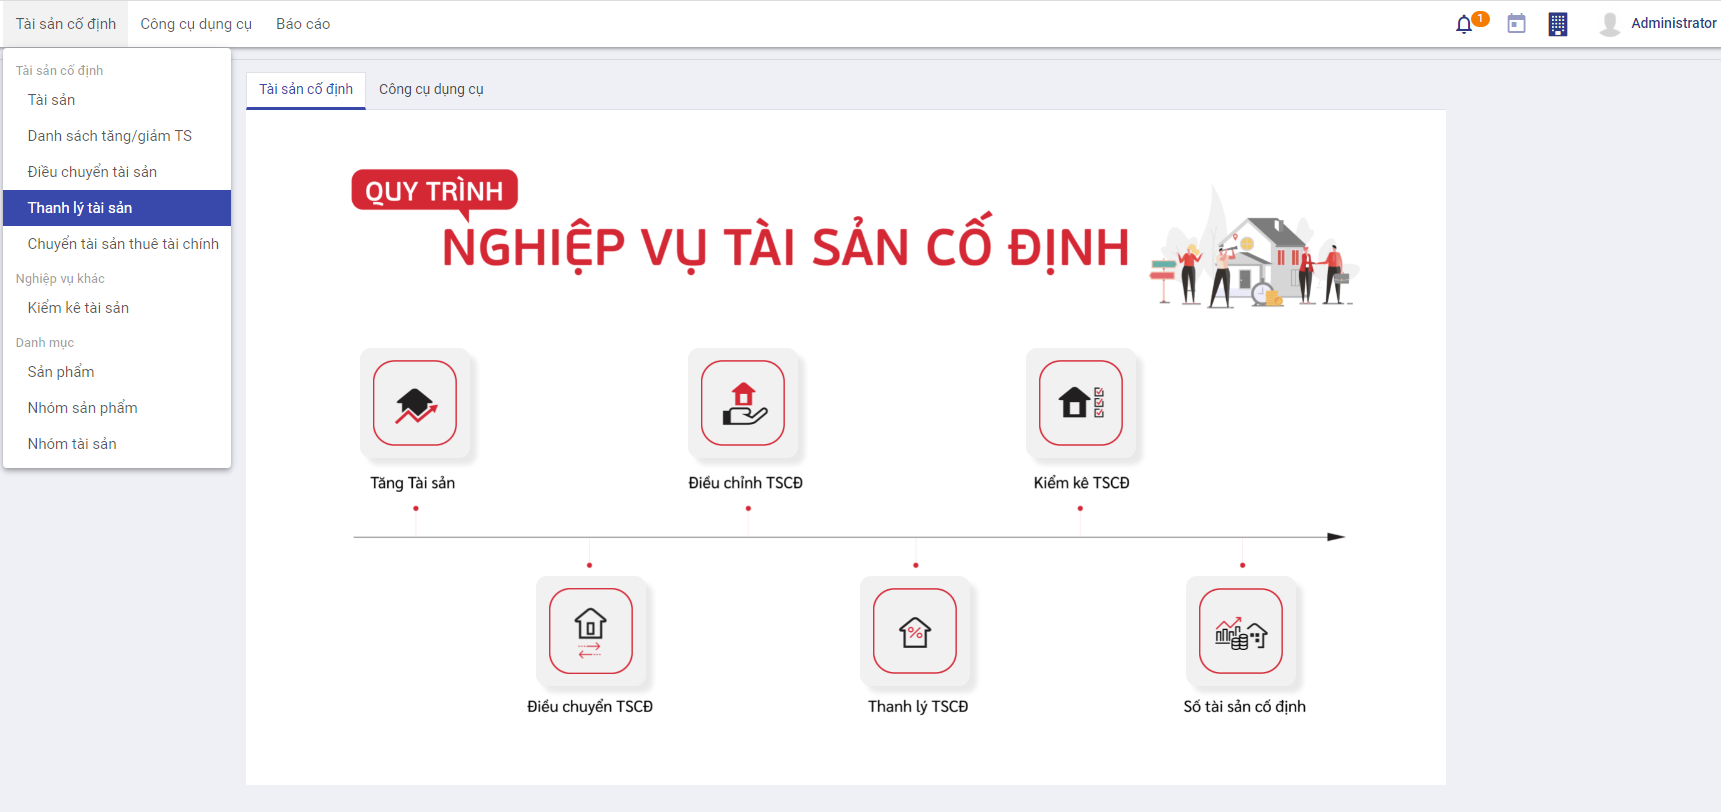 Tài sản cố định
Công cụ dụng cụ
Báo cáo
1
Administrator
Tài sản cố định
Tài sản
Danh sách tăng/giảm TS
Điều chuyển tài sản
Thanh lý tài sản
Chuyển tài sản thuê tài chính
Nghiệp vụ khác
Kiểm kê tài sản
Danh mục
Sản phẩm
Nhóm sản phẩm
Nhóm tài sản
Tài sản cố định
Công cụ dụng cụ
QUY TRÌNH
NGHIỆP VỤ TÀI SẢN CỐ ĐỊNH
Tăng Tài sản
Điều chỉnh TSCĐ
Kiểm kê TSCĐ
%
Điều chuyển TSCĐ
Thanh lý TSCĐ
Sổ tài sản cố định